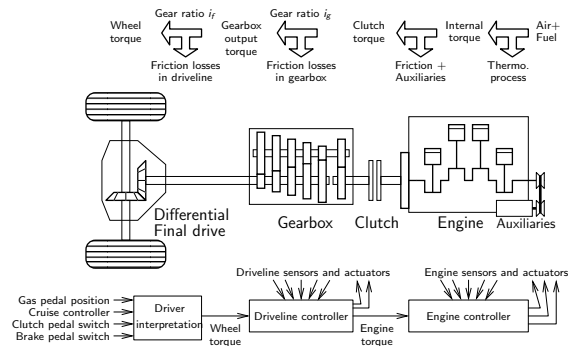 Gear ratio i_f
Gear ratio i_g
Wheel torque
Gearbox output torque
Clutch torque
Internal torque
Air+ Fuel
Friction losses in driveline
Friction losses in gearbox
Friction + Auxiliaries
Thermo. process
Differential
Final drive
Gearbox
Clutch
Engine
Auxiliaries
Driveline sensors and actuators
Engine sensors and actuators
Gas pedal position
Cruise controller
Clutch pedal switch
Brake pedal switch
Driver
interpretation
Wheel
torque
Driveline controller
Engine
torque
Engine controller